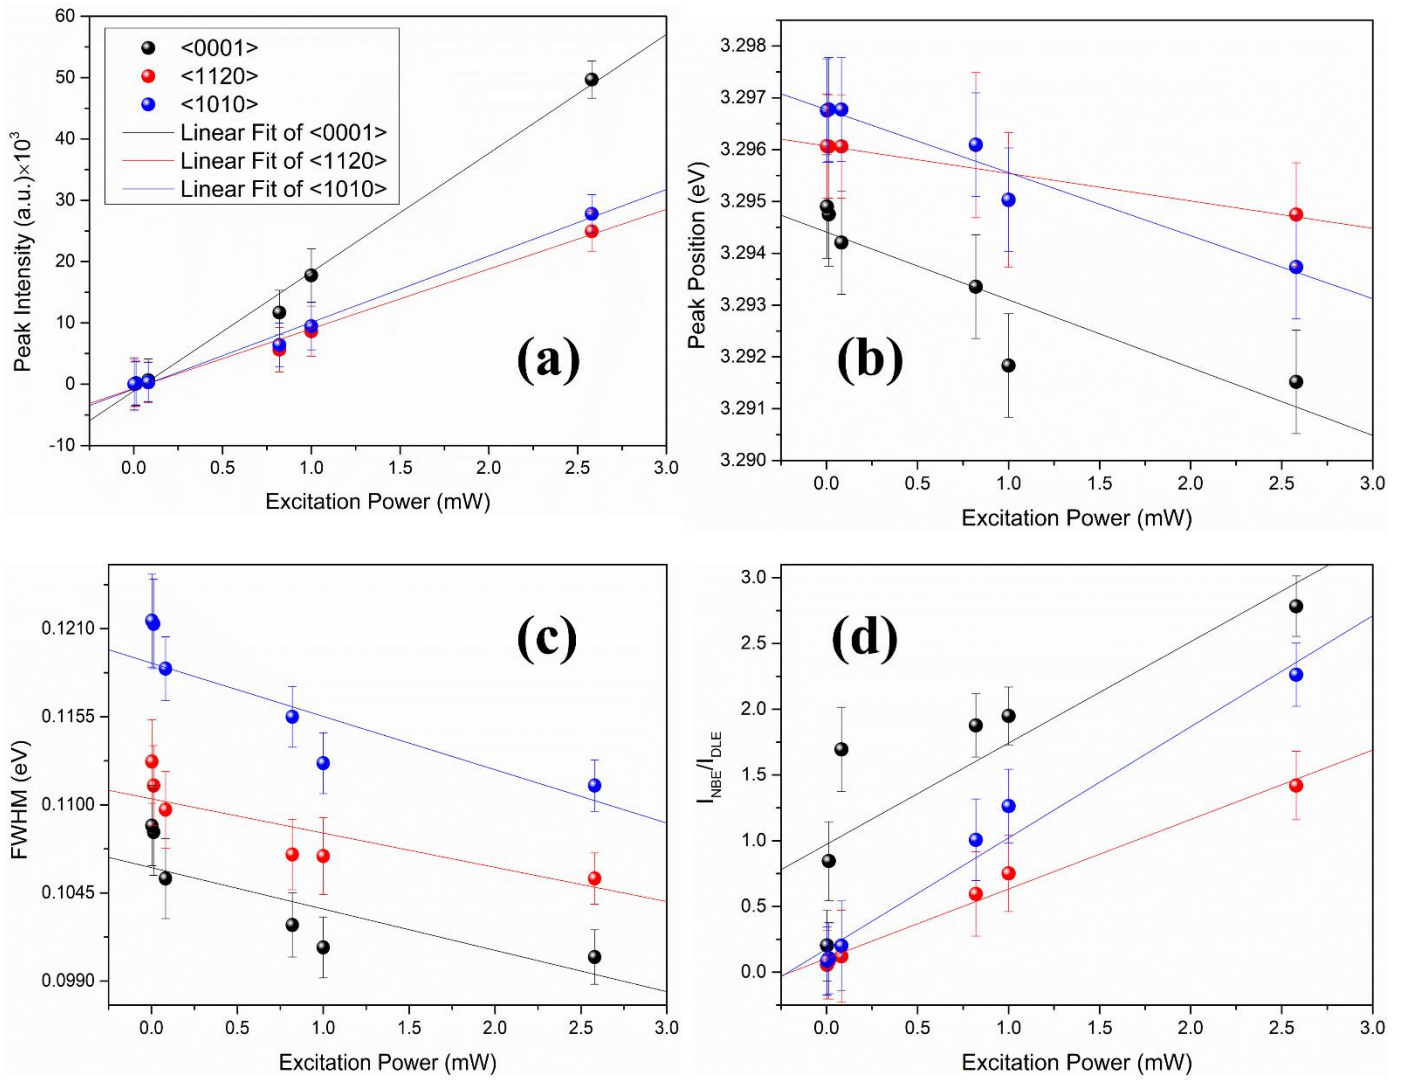 60
50
40
30
20
10
0
-10
Peak Intensity (a.u.)×10³
<0001>
<1120>
<1010>
Linear Fit of <0001>
Linear Fit of <1120>
Linear Fit of <1010>
(a)
0.0 0.5 1.0 1.5 2.0 2.5 3.0
Excitation Power (mW)
3.298
3.297
3.296
3.295
3.294
3.293
3.292
3.291
3.290
Peak Position (eV)
(b)
0.0 0.5 1.0 1.5 2.0 2.5 3.0
Excitation Power (mW)
0.1210
0.1155
0.1100
0.1045
0.0990
FWHM (eV)
(c)
0.0 0.5 1.0 1.5 2.0 2.5 3.0
Excitation Power (mW)
3.0
2.5
2.0
1.5
1.0
0.5
0.0
I_NBE/I_DLE
(d)
0.0 0.5 1.0 1.5 2.0 2.5 3.0
Excitation Power (mW)